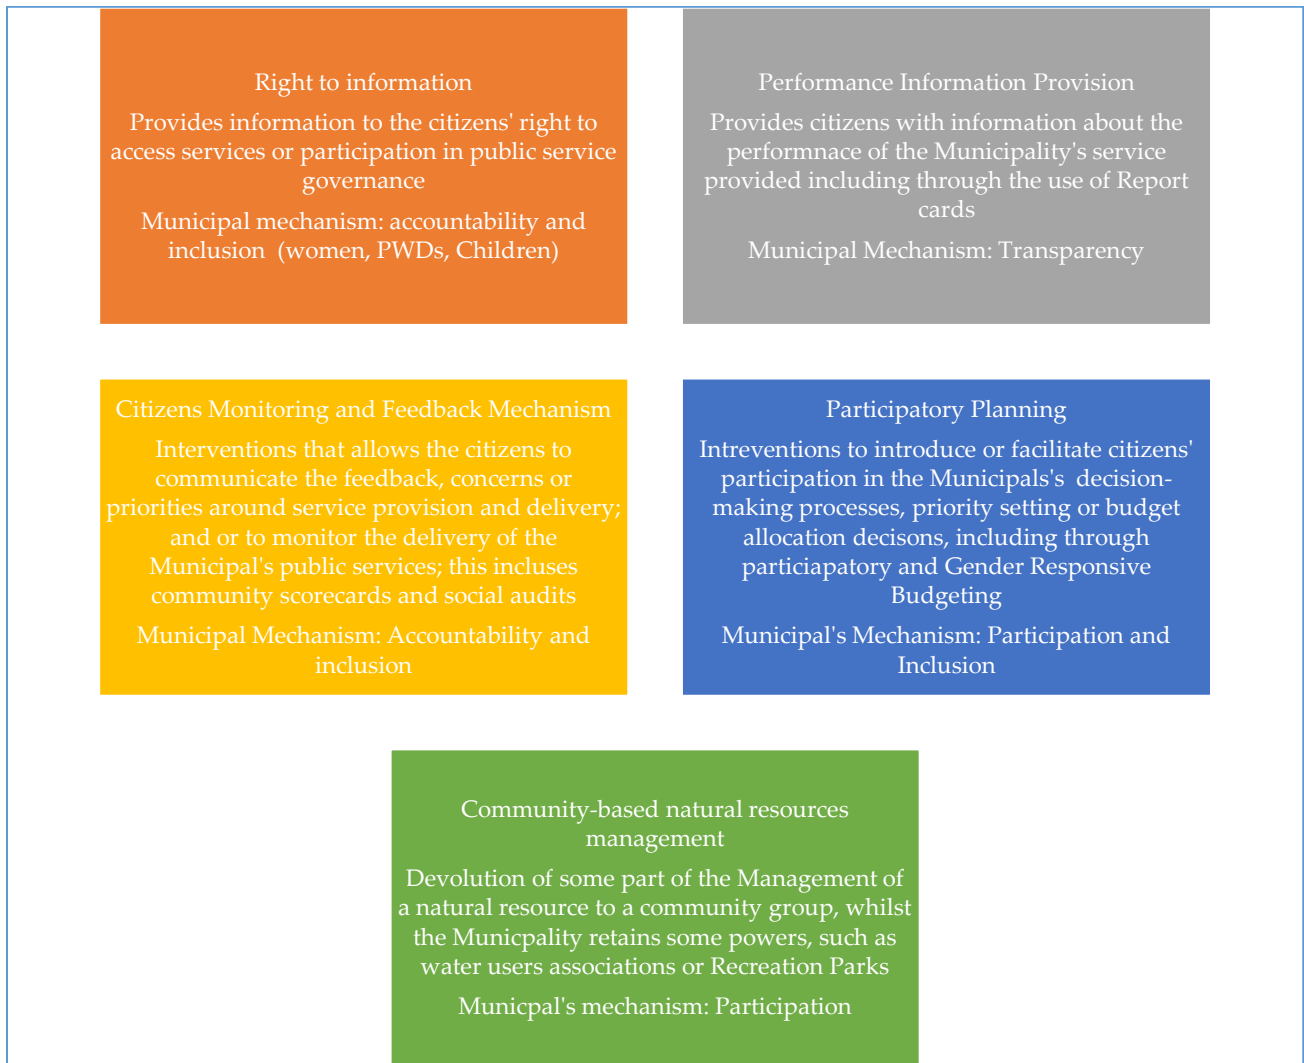 Right to information
Provides information to the citizens' right to
access services or participation in public service
governance
Municipal mechanism: accountability and
inclusion  (women, PWDs, Children)
Performance Information Provision
Provides citizens with information about the
performnace of the Municipality's service
provided including through the use of Report
cards
Municipal Mechanism: Transparency
Citizens Monitoring and Feedback Mechanism
Interventions that allows the citizens to
communicate the feedback, concerns or
priorities around service provision and delivery;
and or to monitor the delivery of the
Municipal's public services; this incluses
community scorecards and social audits
Municipal Mechanism: Accountability and
inclusion
Participatory Planning
Intreventions to introduce or facilitate citizens'
participation in the Municipals's  decision-
making processes, priority setting or budget
allocation decisons, including through
particiapatory and Gender Responsive
Budgeting
Municipal's Mechanism: Participation and
Inclusion
Community-based natural resources
management
Devolution of some part of the Management of
a natural resource to a community group, whilst
the Municpality retains some powers, such as
water users associations or Recreation Parks
Municpal's mechanism: Participation